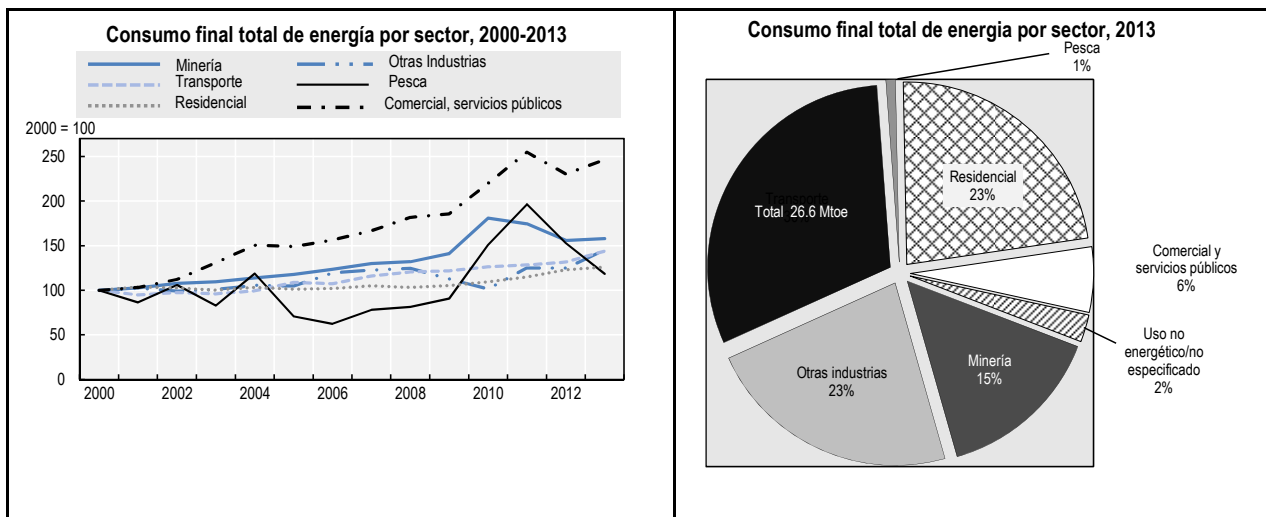 Consumo final total de energía por sector, 2000-2013
Minería
Otras Industrias
Transporte
Pesca
Residencial
Comercial, servicios públicos
2000 = 100
250
200
150
100
50
0
2000
2002
2004
2006
2008
2010
2012
Consumo final total de energia por sector, 2013
Pesca
1%
Residencial
23%
Comercial y
servicios públicos
6%
Uso no
energético/no
especificado
2%
Minería
15%
Otras industrias
23%
Transporte
Total 26.6 Mtoe